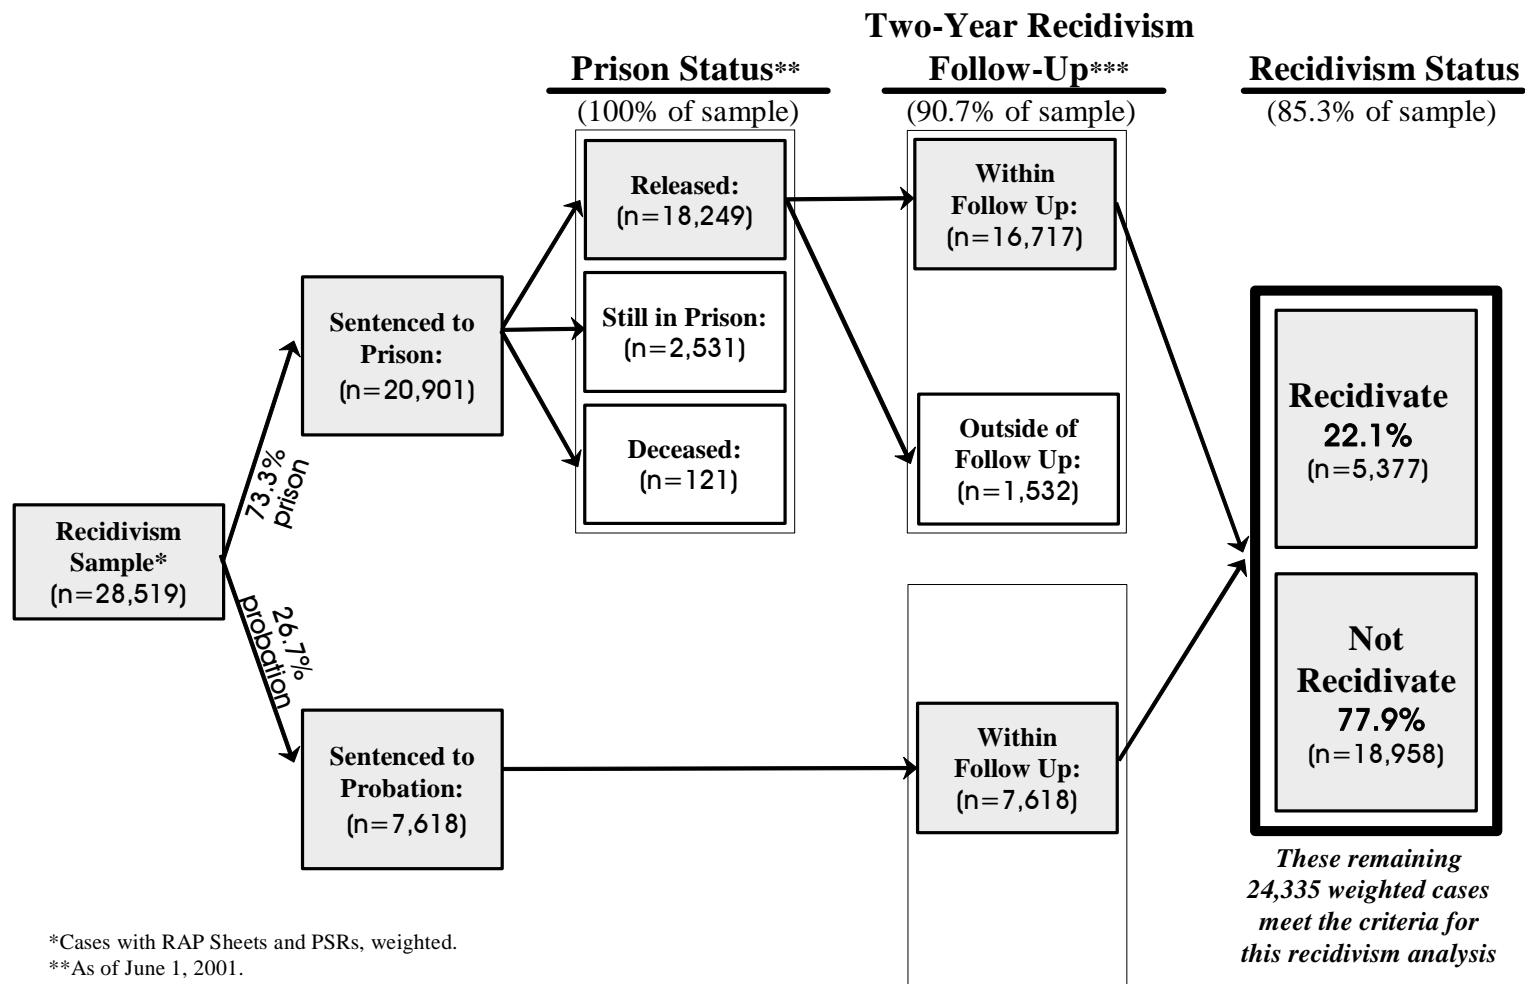 Two-Year Recidivism
Prison Status**
Follow-Up***
Recidivism Status
(100% of sample)
(90.7% of sample)
(85.3% of sample)
Released:
(n=18,249)
Within
Follow Up:
(n=16,717)
Sentenced to
Prison:
(n=20,901)
Still in Prison:
(n=2,531)
Deceased:
(n=121)
Outside of
Follow Up:
(n=1,532)
73.3%
prison
Recidivism
Sample*
(n=28,519)
26.7%
probation
Sentenced to
Probation:
(n=7,618)
Within
Follow Up:
(n=7,618)
Recidivate
22.1%
(n=5,377)
Not
Recidivate
77.9%
(n=18,958)
These remaining
24,335 weighted cases
meet the criteria for
this recidivism analysis
*Cases with RAP Sheets and PSRs, weighted.
**As of June 1, 2001.